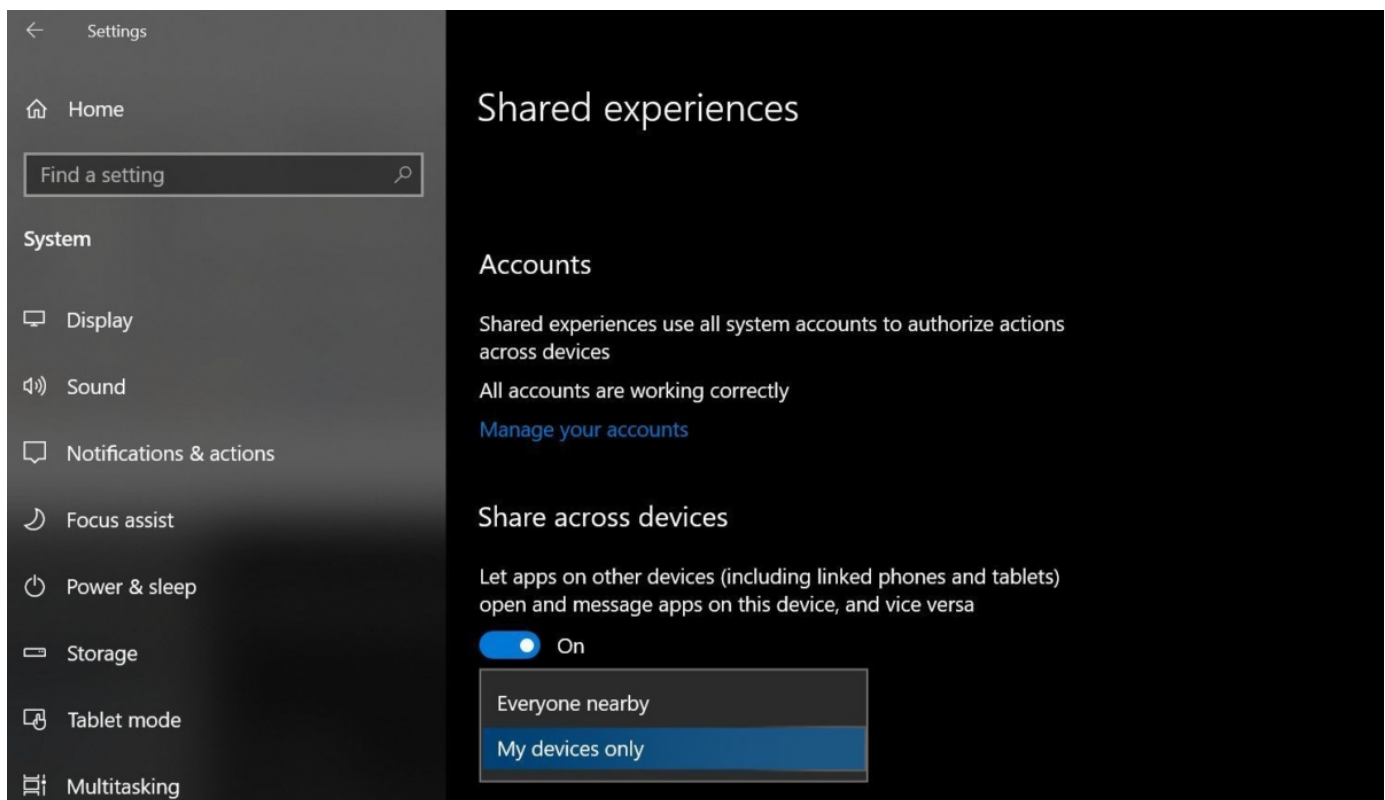 Settings
Home
Find a setting
System
Display
Sound
Notifications & actions
Focus assist
Power & sleep
Storage
Tablet mode
Multitasking
Shared experiences
Accounts
Shared experiences use all system accounts to authorize actions
across devices
All accounts are working correctly
Manage your accounts
Share across devices
Let apps on other devices (including linked phones and tablets)
open and message apps on this device, and vice versa
On
Everyone nearby
My devices only